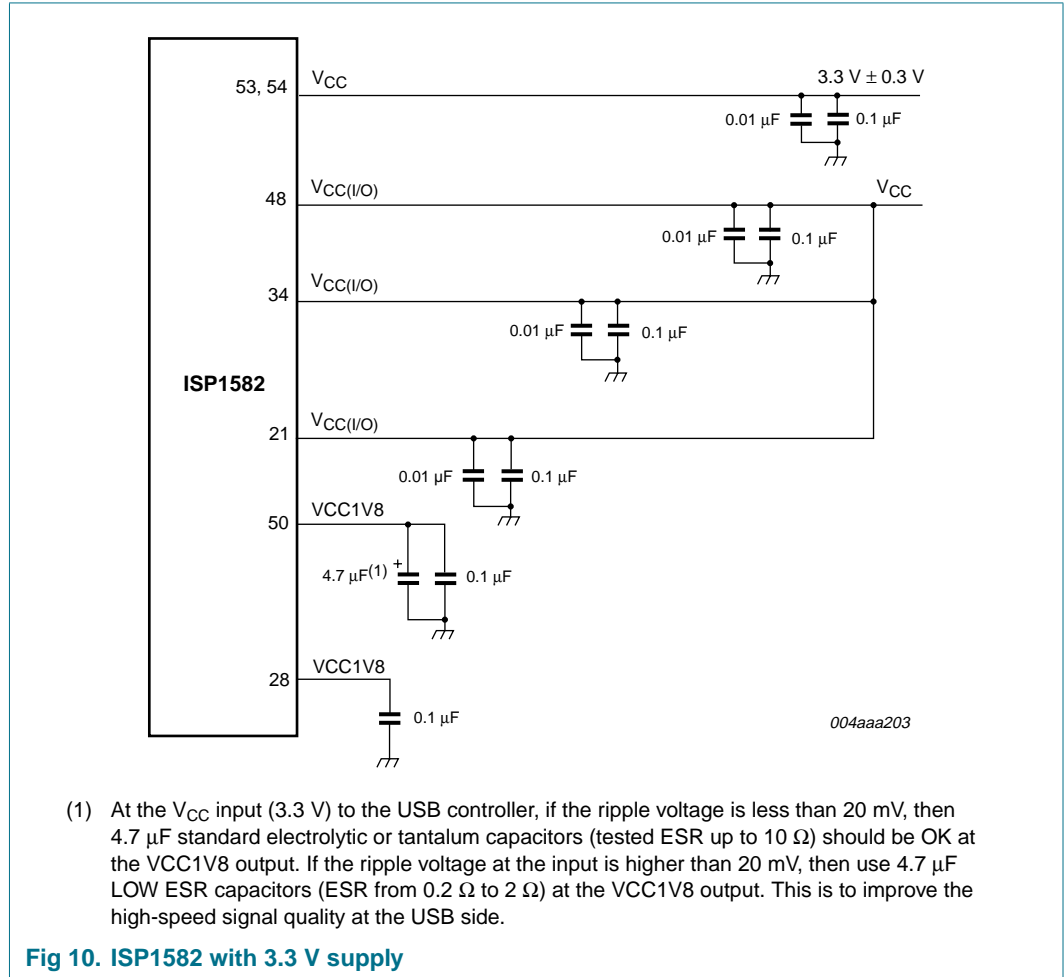 53, 54 V_CC 3.3 V ± 0.3 V
0.01 μF 0.1 μF
48 V_CC(I/O) V_CC
0.01 μF 0.1 μF
34 V_CC(I/O)
0.01 μF 0.1 μF
ISP1582
21 V_CC(I/O)
0.01 μF 0.1 μF
50 VCC1V8
4.7 μF(1) + 0.1 μF
28 VCC1V8
0.1 μF
004aaa203
(1) At the V_CC input (3.3 V) to the USB controller, if the ripple voltage is less than 20 mV, then
4.7 μF standard electrolytic or tantalum capacitors (tested ESR up to 10 Ω) should be OK at
the VCC1V8 output. If the ripple voltage at the input is higher than 20 mV, then use 4.7 μF
LOW ESR capacitors (ESR from 0.2 Ω to 2 Ω) at the VCC1V8 output. This is to improve the
high-speed signal quality at the USB side.
Fig 10. ISP1582 with 3.3 V supply